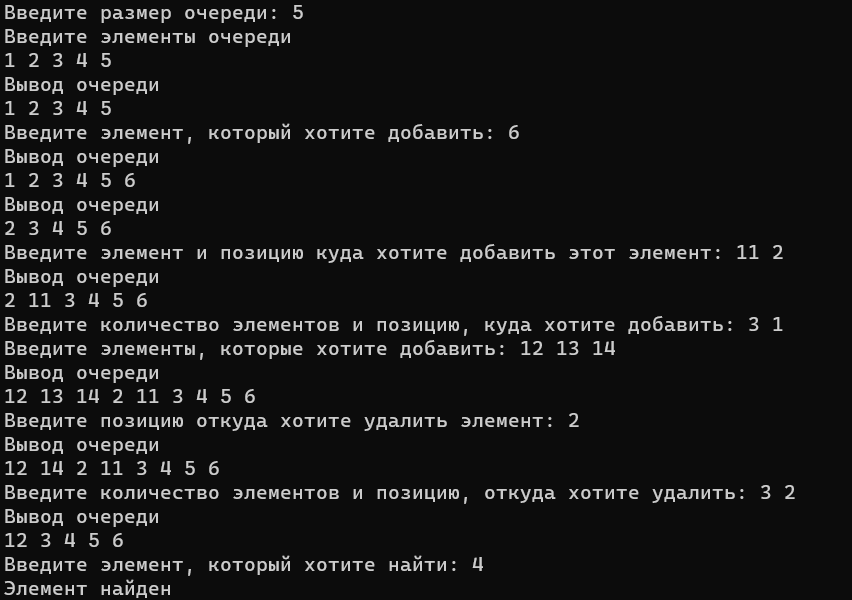 Введите размер очереди: 5
Введите элементы очереди
1 2 3 4 5
Вывод очереди
1 2 3 4 5
Введите элемент, который хотите добавить: 6
Вывод очереди
1 2 3 4 5 6
Вывод очереди
2 3 4 5 6
Введите элемент и позицию куда хотите добавить этот элемент: 11 2
Вывод очереди
2 11 3 4 5 6
Введите количество элементов и позицию, куда хотите добавить: 3 1
Введите элементы, которые хотите добавить: 12 13 14
Вывод очереди
12 13 14 2 11 3 4 5 6
Введите позицию откуда хотите удалить элемент: 2
Вывод очереди
12 14 2 11 3 4 5 6
Введите количество элементов и позицию, откуда хотите удалить: 3 2
Вывод очереди
12 3 4 5 6
Введите элемент, который хотите найти: 4
Элемент найден